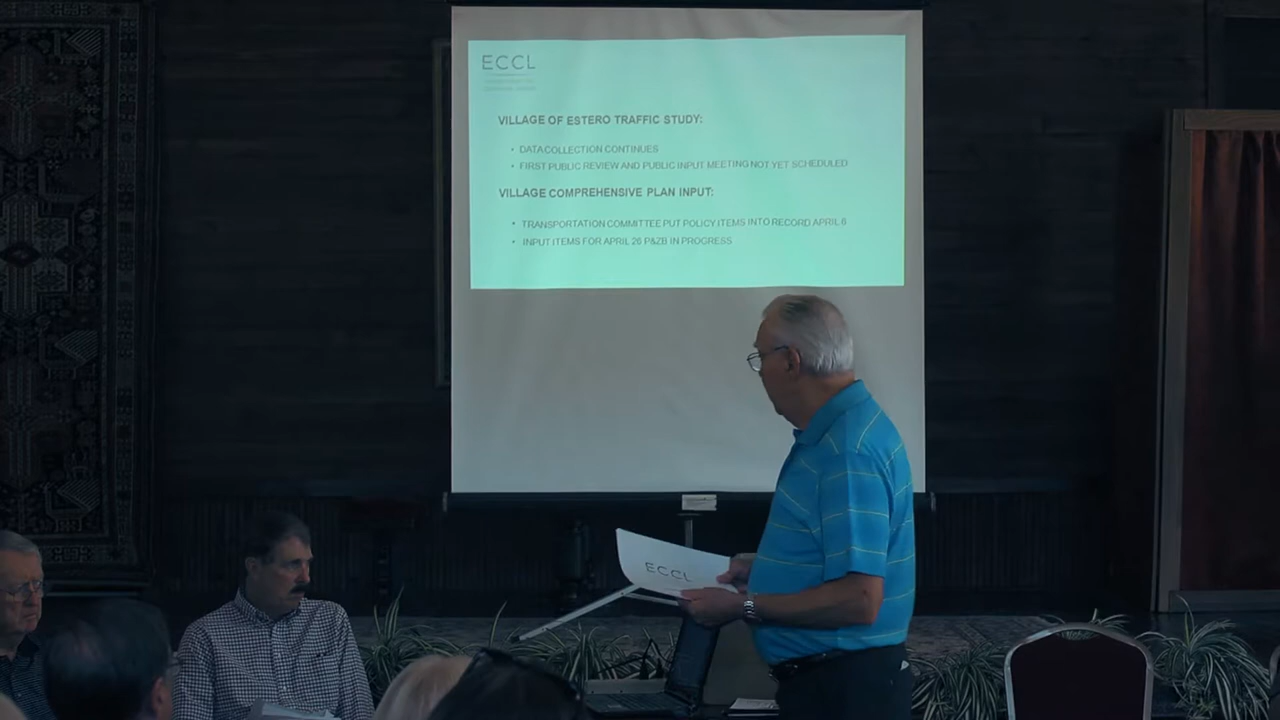 ECCL
VILLAGE OF ESTERO TRAFFIC STUDY:
• DATA COLLECTION CONTINUES
• FIRST PUBLIC REVIEW AND PUBLIC INPUT MEETING NOT YET SCHEDULED
VILLAGE COMPREHENSIVE PLAN INPUT:
• TRANSPORTATION COMMITTEE PUT POLICY ITEMS INTO RECORD APRIL 6
• INPUT ITEMS FOR APRIL 26 P&ZB IN PROGRESS
ECCL